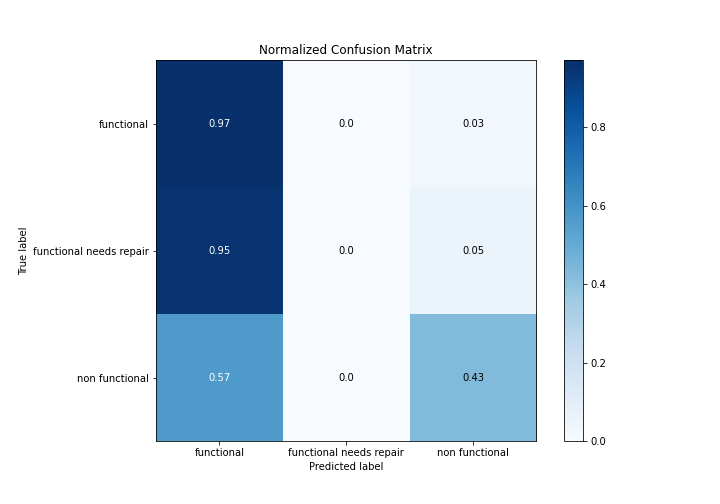 Normalized Confusion Matrix
True label
functional
0.97
0.0
0.03
functional needs repair
0.95
0.0
0.05
non functional
0.57
0.0
0.43
functional
functional needs repair
non functional
Predicted label
0.8
0.6
0.4
0.2
0.0